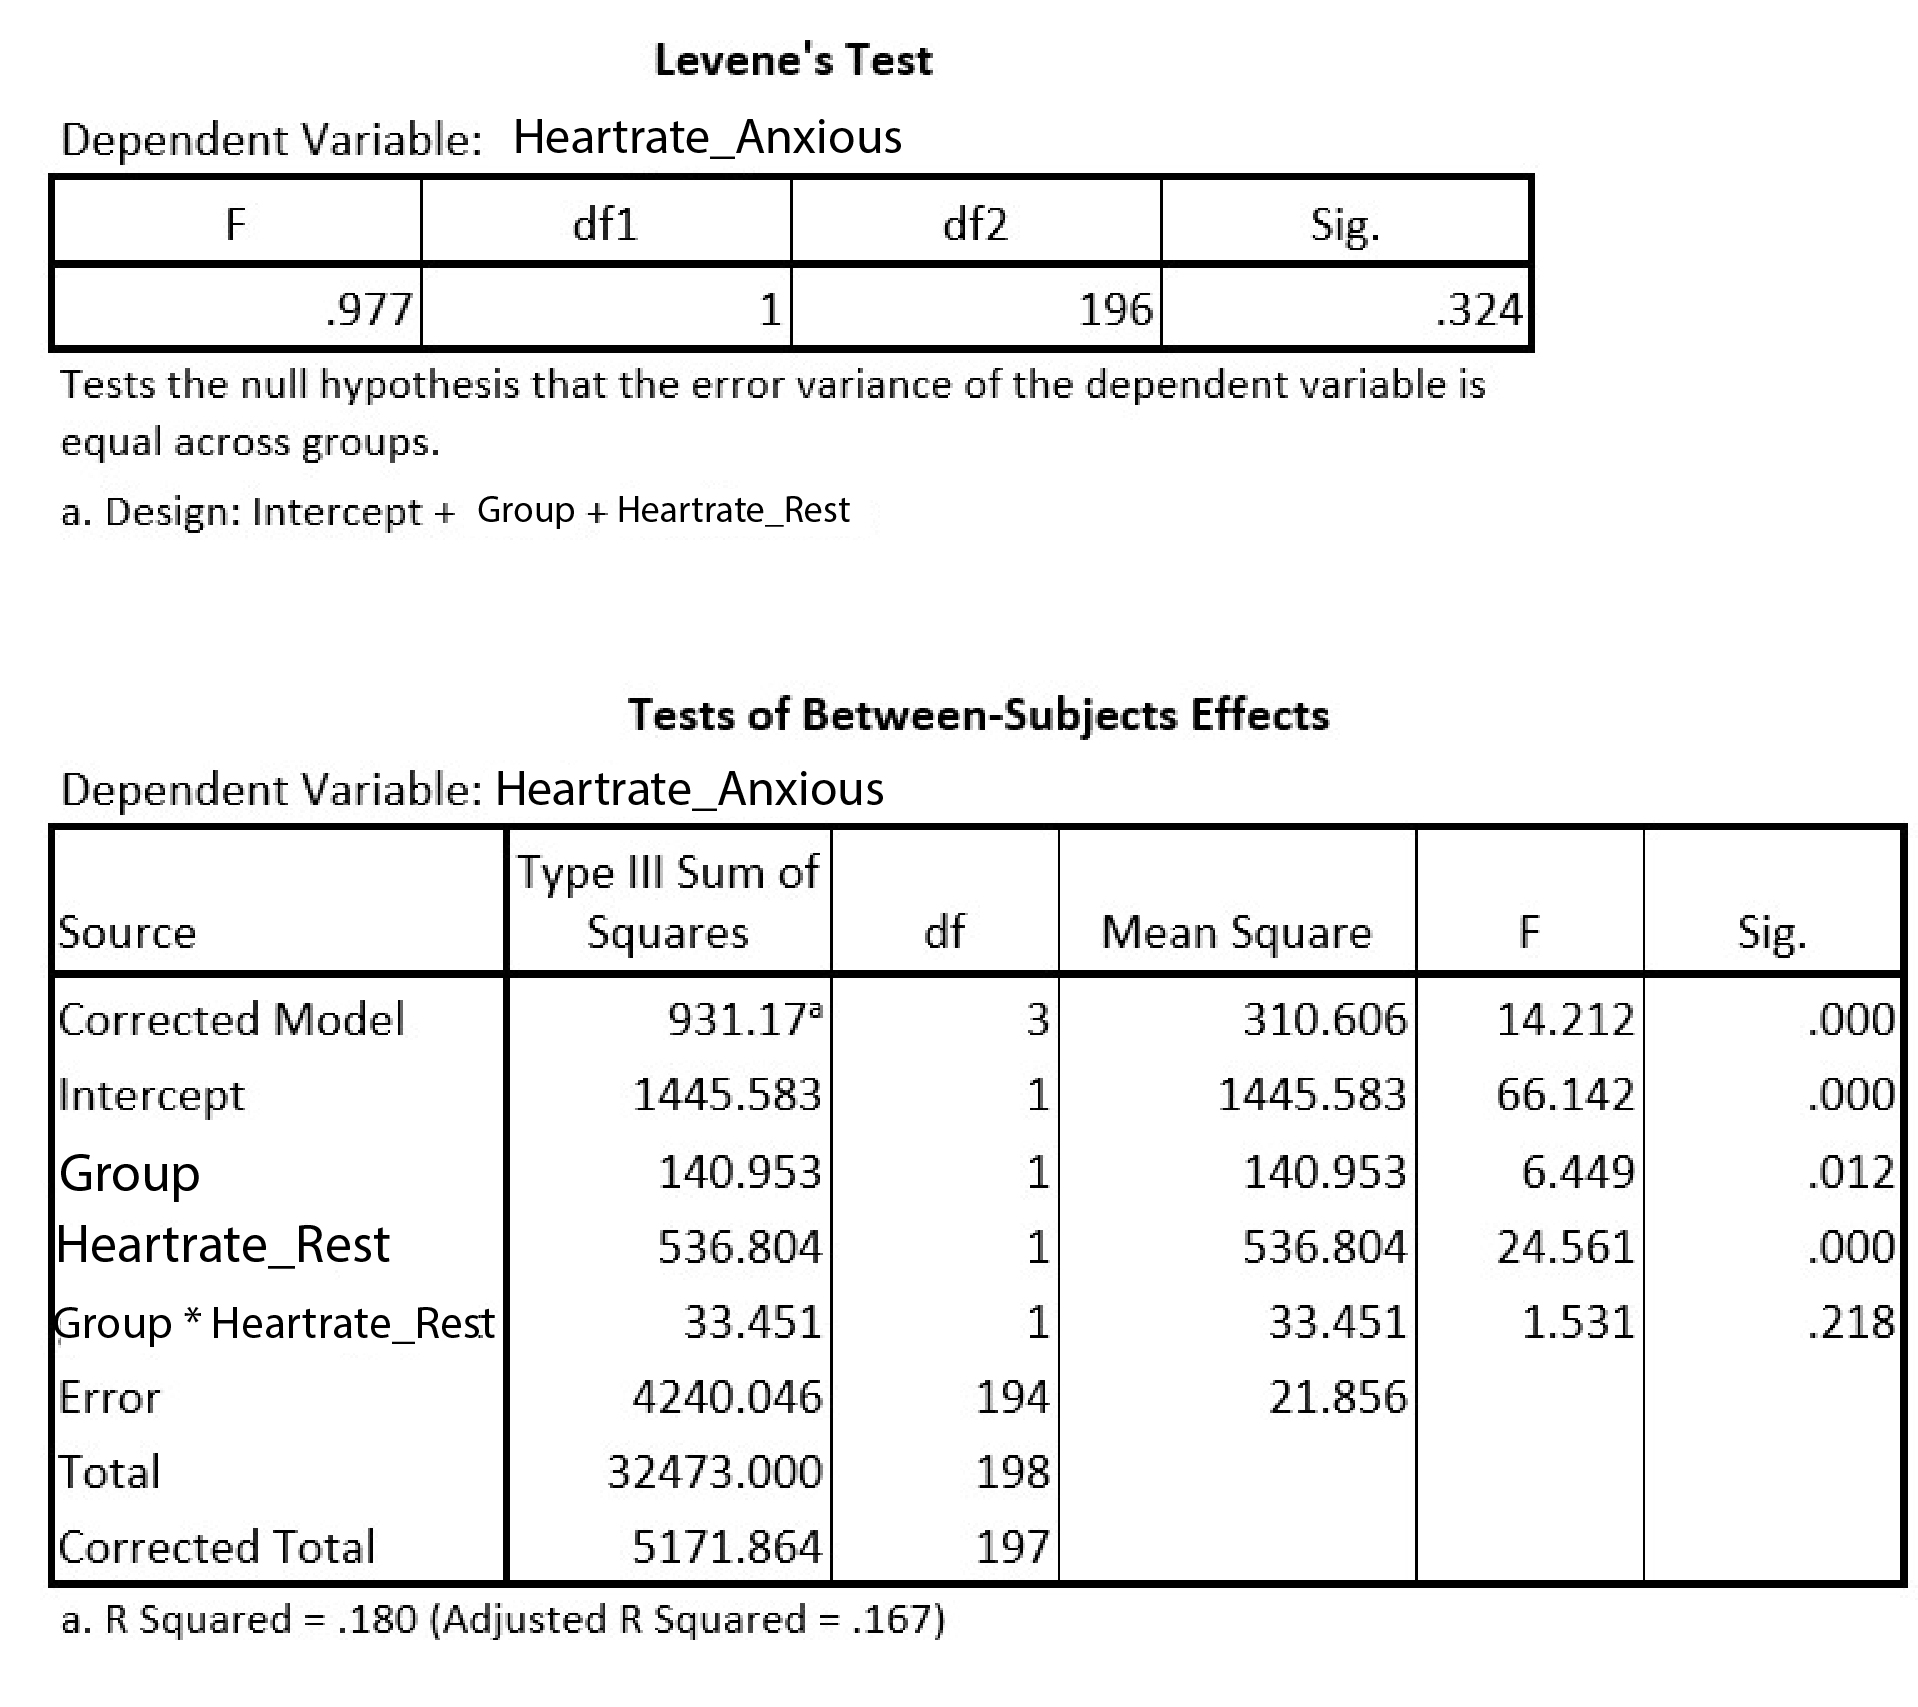 Levene's Test
Dependent Variable: Heartrate_Anxious
F df1 df2 Sig.
.977 1 196 .324
Tests the null hypothesis that the error variance of the dependent variable is
equal across groups.
a. Design: Intercept + Group + Heartrate_Rest
Tests of Between-Subjects Effects
Dependent Variable: Heartrate_Anxious
Source Type III Sum of Squares df Mean Square F Sig.
Corrected Model 931.17a 3 310.606 14.212 .000
Intercept 1445.583 1 1445.583 66.142 .000
Group 140.953 1 140.953 6.449 .012
Heartrate_Rest 536.804 1 536.804 24.561 .000
Group * Heartrate_Rest 33.451 1 33.451 1.531 .218
Error 4240.046 194 21.856
Total 32473.000 198
Corrected Total 5171.864 197
a. R Squared = .180 (Adjusted R Squared = .167)